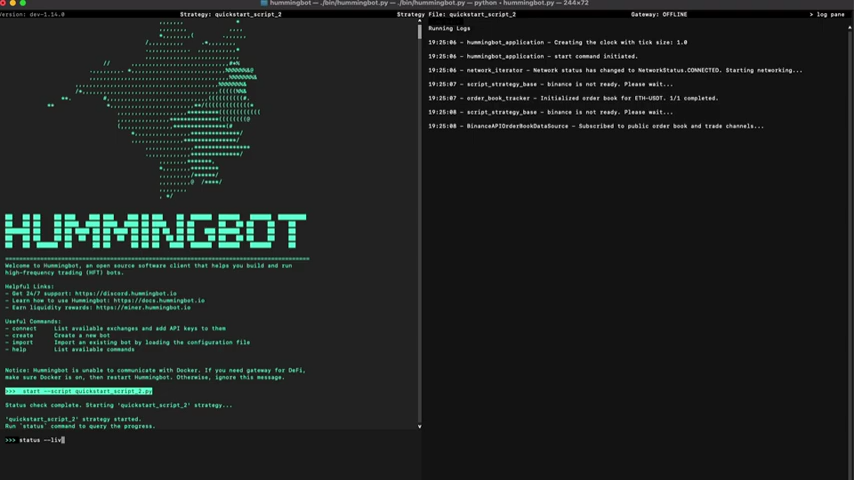 hummingbot — ./bin/hummingbot.py — ./bin/hummingbot.py — python • hummingbot.py — 244×72
Version: dev-1.14.0
Strategy: quickstart_script_2
Strategy File: quickstart_script_2
Gateway: OFFLINE
> log pane
HUMMINGBOT
Welcome to Hummingbot, an open source software client that helps you build and run
high-frequency trading (HFT) bots.
Helpful Links:
- Get 24/7 support: https://discord.hummingbot.io
- Learn how to use Hummingbot: https://docs.hummingbot.io
- Earn liquidity rewards: https://miner.hummingbot.io
Useful Commands:
- connect List available exchanges and add API keys to them
- create Create a new bot
- import Import an existing bot by loading the configuration file
- help List available commands
Notice: Hummingbot is unable to communicate with Docker. If you need gateway for DeFi,
make sure Docker is on, then restart Hummingbot. Otherwise, ignore this message.
>>> start --script quickstart_script_2.py
Status check complete. Starting 'quickstart_script_2' strategy...
'quickstart_script_2' strategy started.
Run `status` command to query the progress.
>>> status --liv
Running Logs
19:25:06 - hummingbot_application - Creating the clock with tick size: 1.0
19:25:06 - hummingbot_application - start command initiated.
19:25:06 - network_iterator - Network status has changed to NetworkStatus.CONNECTED. Starting networking...
19:25:07 - script_strategy_base - binance is not ready. Please wait...
19:25:07 - order_book_tracker - Initialized order book for ETH-USDT. 1/1 completed.
19:25:08 - script_strategy_base - binance is not ready. Please wait...
19:25:08 - BinanceAPIOrderBookDataSource - Subscribed to public order book and trade channels...